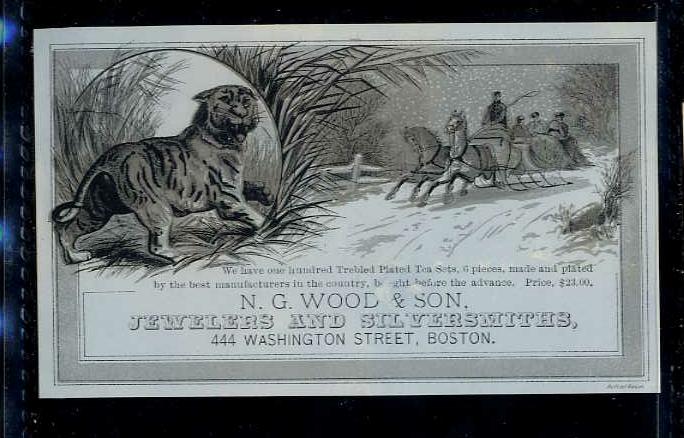 We have one hundred Trebled Plated Tea Sets, 6 pieces, made and plated
by the best manufacturers in the country, b ght before the advance. Price, $23.00.
N. G. WOOD & SON,
JEWELERS AND SILVERSMITHS,
444 WASHINGTON STREET, BOSTON.